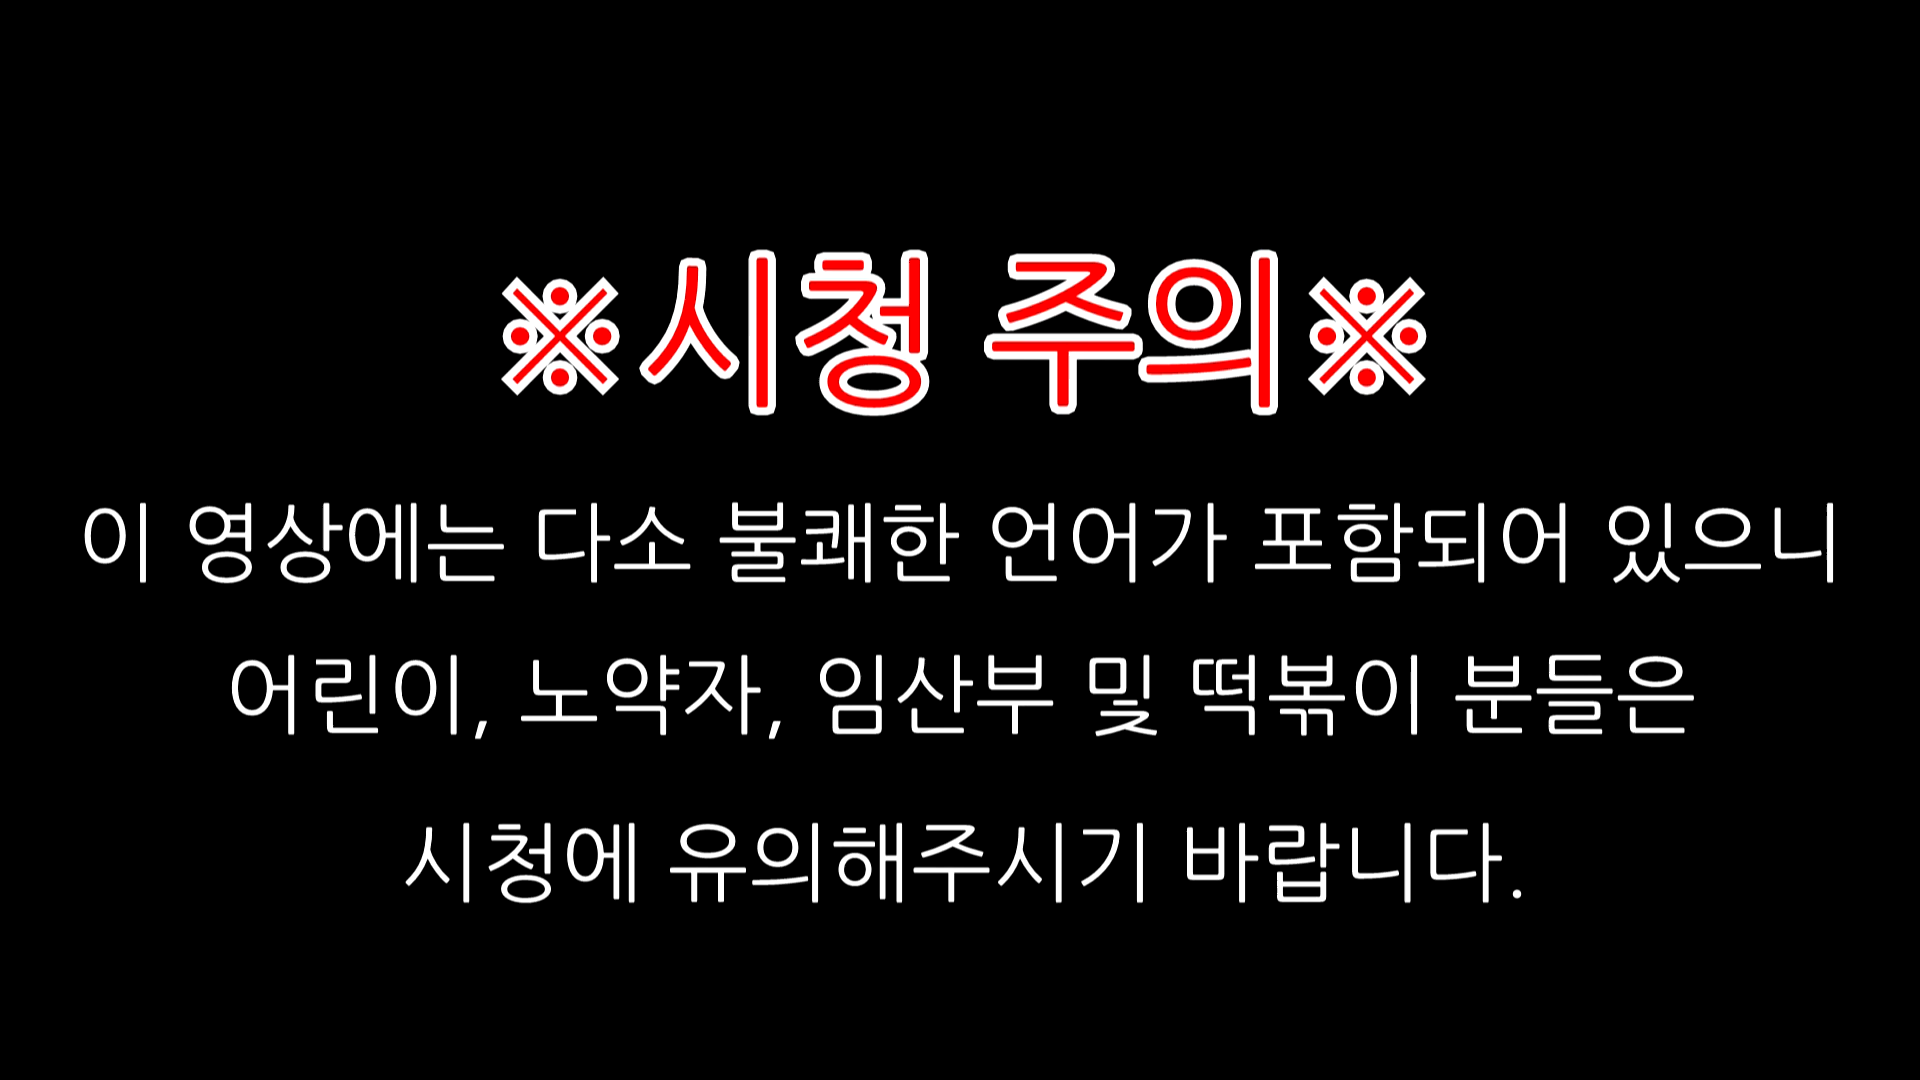 ※시청 주의※
이 영상에는 다소 불쾌한 언어가 포함되어 있으니
어린이, 노약자, 임산부 및 떡볶이 분들은
시청에 유의해주시기 바랍니다.